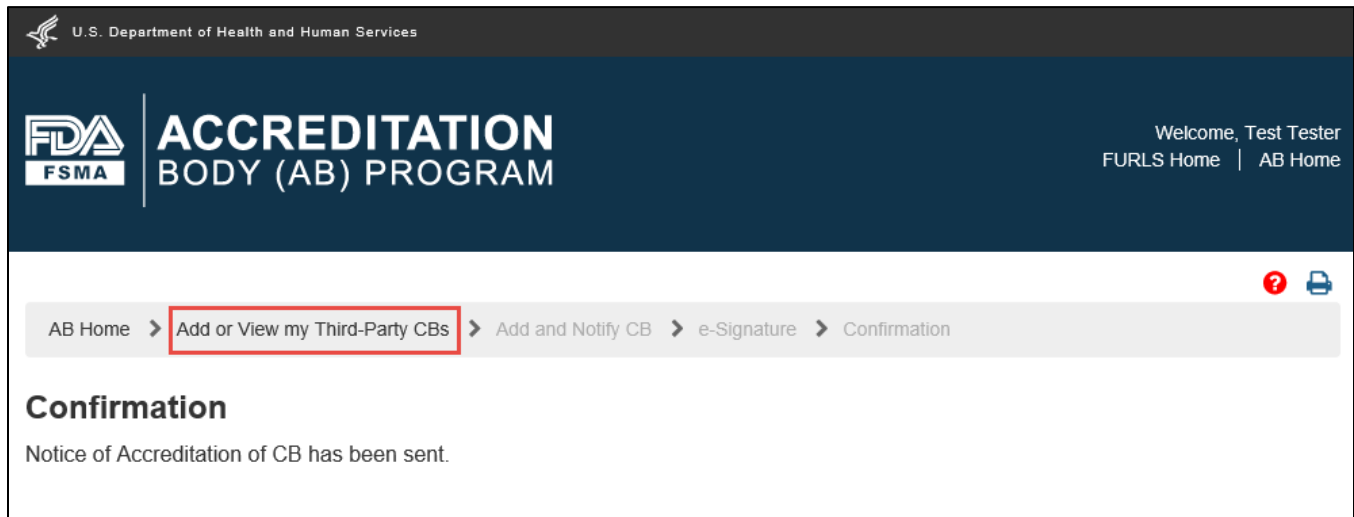 U.S. Department of Health and Human Services
FDA
FSMA
ACCREDITATION
BODY (AB) PROGRAM
Welcome, Test Tester
FURLS Home | AB Home
?
AB Home > Add or View my Third-Party CBs > Add and Notify CB > e-Signature > Confirmation
Confirmation
Notice of Accreditation of CB has been sent.